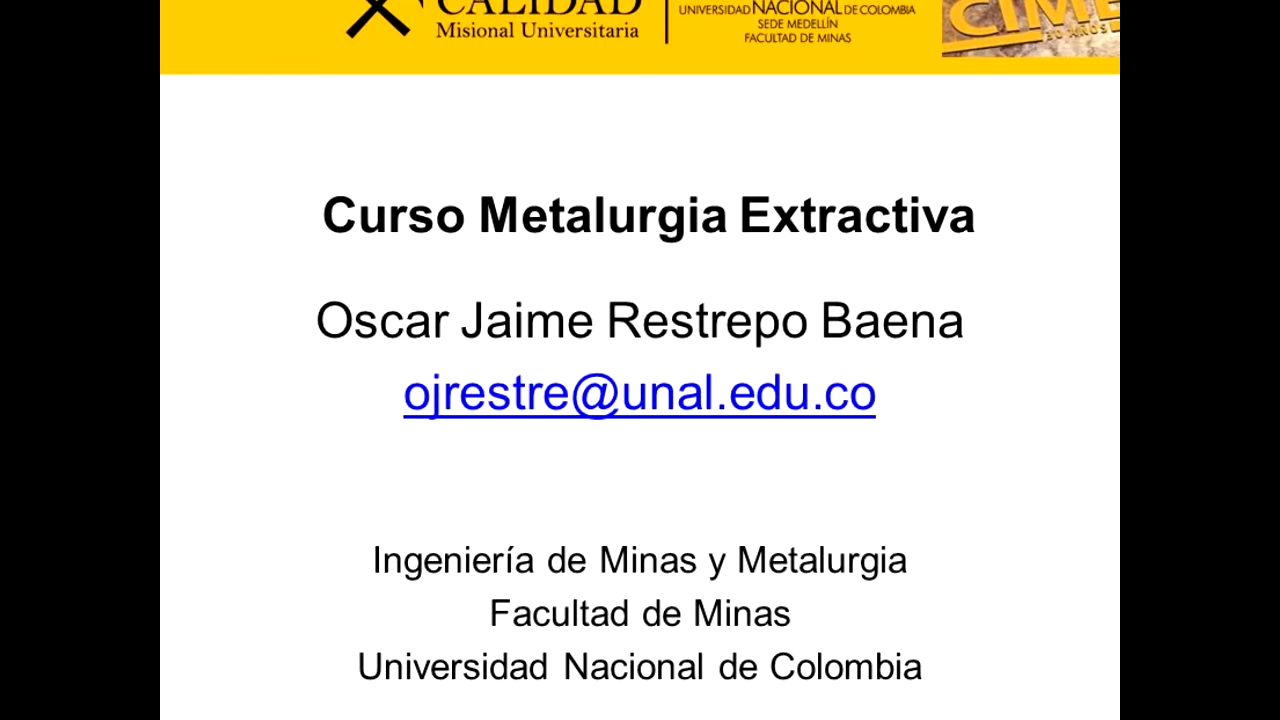 CALIDAD
Misional Universitaria
UNIVERSIDAD NACIONAL DE COLOMBIA
SEDE MEDELLÍN
FACULTAD DE MINAS
Curso Metalurgia Extractiva
Oscar Jaime Restrepo Baena
ojrestre@unal.edu.co
Ingeniería de Minas y Metalurgia
Facultad de Minas
Universidad Nacional de Colombia